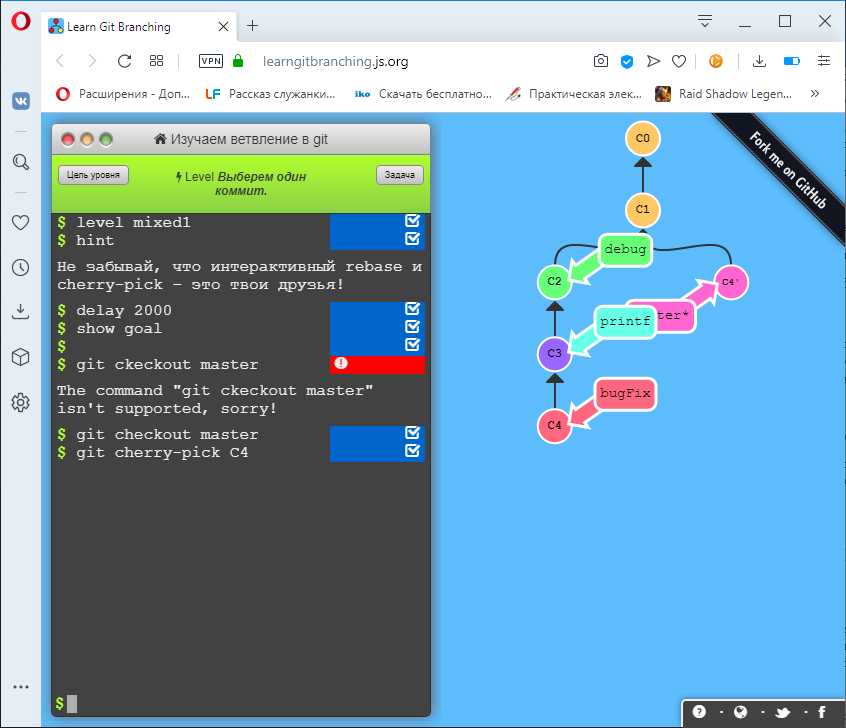 Learn Git Branching
VPN
learngitbranching.js.org
Расширения - Доп...
LF
Рассказ служанки...
iko
Скачать бесплатно...
Практическая элек...
Raid Shadow Legen...
Изучаем ветвление в git
Цель уровня
Level Выберем один
коммит.
Задача
$ level mixed1
$ hint
Не забывай, что интерактивный rebase и
cherry-pick – это твои друзья!
$ delay 2000
$ show goal
$
$ git ckeckout master
The command "git ckeckout master"
isn't supported, sorry!
$ git checkout master
$ git cherry-pick C4
$
C0
C1
debug
C2
C4'
printf
ter*
C3
bugFix
C4
Fork me on GitHub